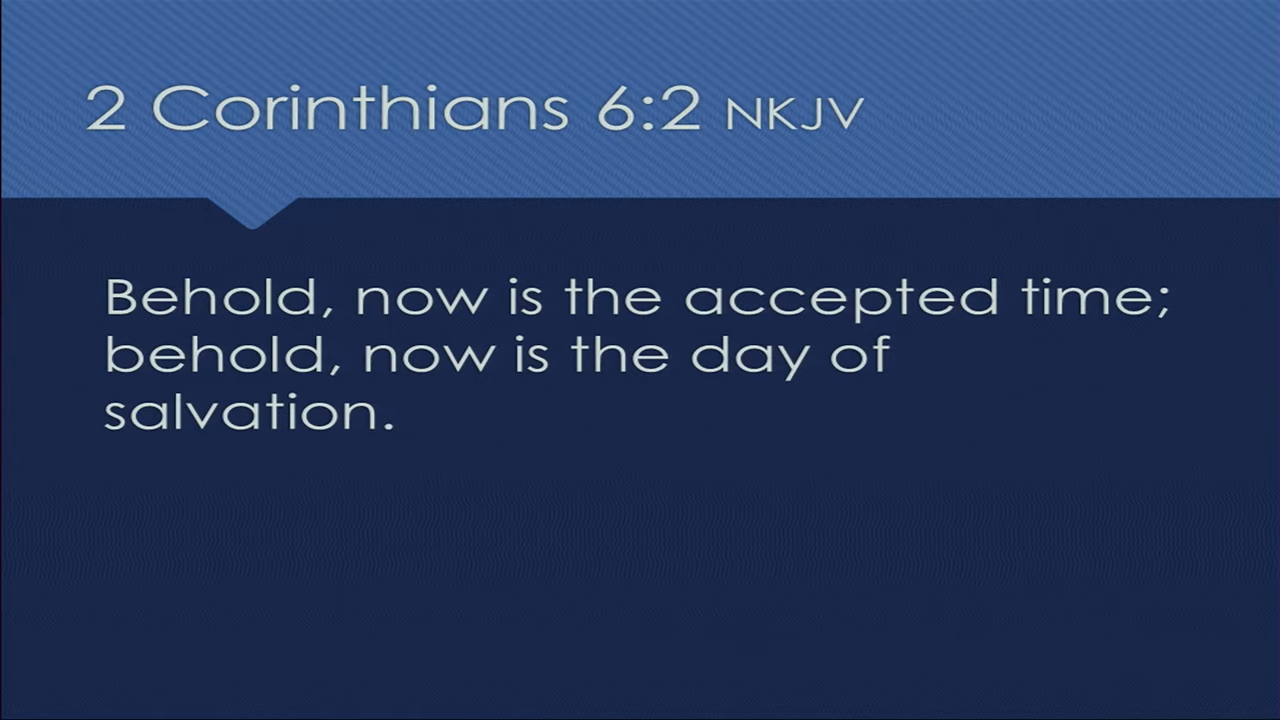 2 Corinthians 6:2 NKJV
Behold, now is the accepted time;
behold, now is the day of
salvation.